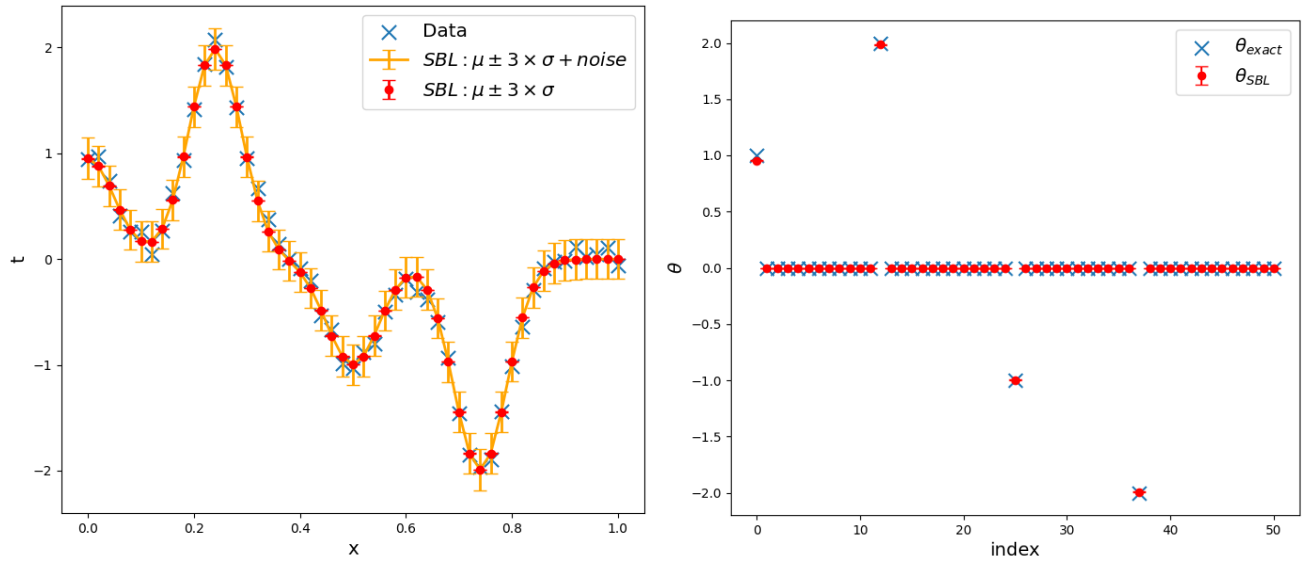 Data
SBL : μ ± 3 × σ + noise
SBL : μ ± 3 × σ
2
1
0
−1
−2
t
0.0 0.2 0.4 0.6 0.8 1.0
x
θ_exact
θ_SBL
2.0
1.5
1.0
0.5
0.0
−0.5
−1.0
−1.5
−2.0
θ
0 10 20 30 40 50
index